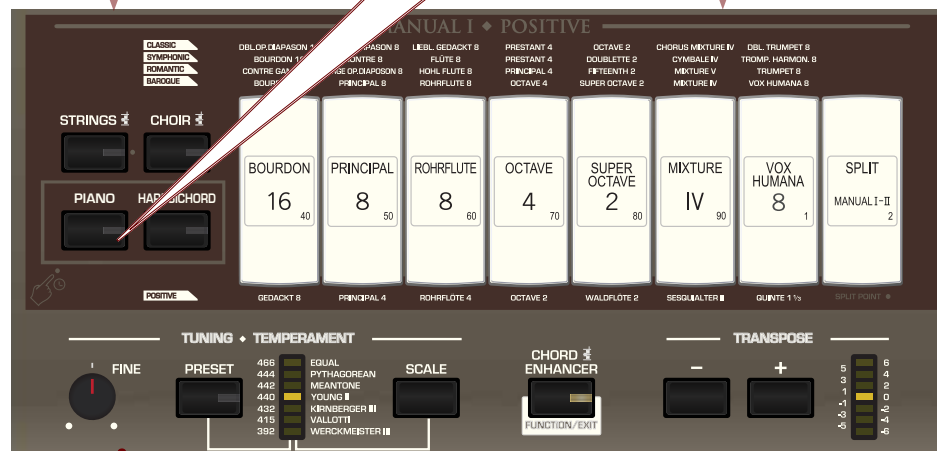 MANUAL I ◆ POSITIVE
CLASSIC
SYMPHONIC
ROMANTIC
BAROQUE
DBL.OP.DIAPASON 8 LIEBL. GEDACKT 8 PRESTANT 4 OCTAVE 2 CHORUS MIXTURE IV DBL. TRUMPET 8
BOURDON 8 FLÛTE 8 PRESTANT 4 DOUBLETTE 2 CYMBALE IV TROMP. HARMON. 8
CONTRE OP.DIAPOSON 8 HOHL FLUTE 8 PRINCIPAL 4 FIFTEENTH 2 MIXTURE V TRUMPET 8
PRINCIPAL 8 ROHRFLUTE 8 OCTAVE 4 SUPER OCTAVE 2 MIXTURE IV VOX HUMANA 8
STRINGS CHOIR
PIANO HARPSICHORD
BOURDON
16
40
PRINCIPAL
8
50
ROHRFLUTE
8
60
OCTAVE
4
70
SUPER
OCTAVE
2
80
MIXTURE
IV
90
VOX
HUMANA
8
1
SPLIT
MANUAL I-II
2
POSITIVE GEDACKT 8 PRINCIPAL 4 ROHRFLÖTE 4 OCTAVE 2 WALDFLÖTE 2 SESQUIALTER II QUINTE 1 1/3 SPLIT POINT
TUNING ◆ TEMPERAMENT
FINE
PRESET
466 EQUAL
444 PYTHAGOREAN
442 MEANTONE
440 YOUNG II
432 KIRNBERGER III
415 VALLOTTI
392 WERCKMEISTER III
SCALE
CHORD
ENHANCER
FUNCTION/EXIT
TRANSPOSE
- +
6
5
4
3
2
1
0
-1
-2
-3
-4
-5
-6